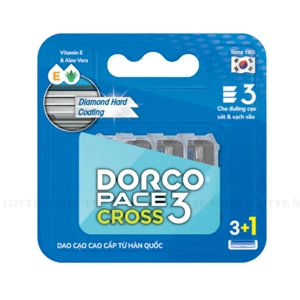 Vitamin E
& Aloe Vera
E
Diamond Hard
Coating
Since 1955
3
Cho đường cạo
sát & sạch sâu
DORCO
PACE 3
CROSS
3+1
DAO CẠO CAO CẤP TỪ HÀN QUỐC